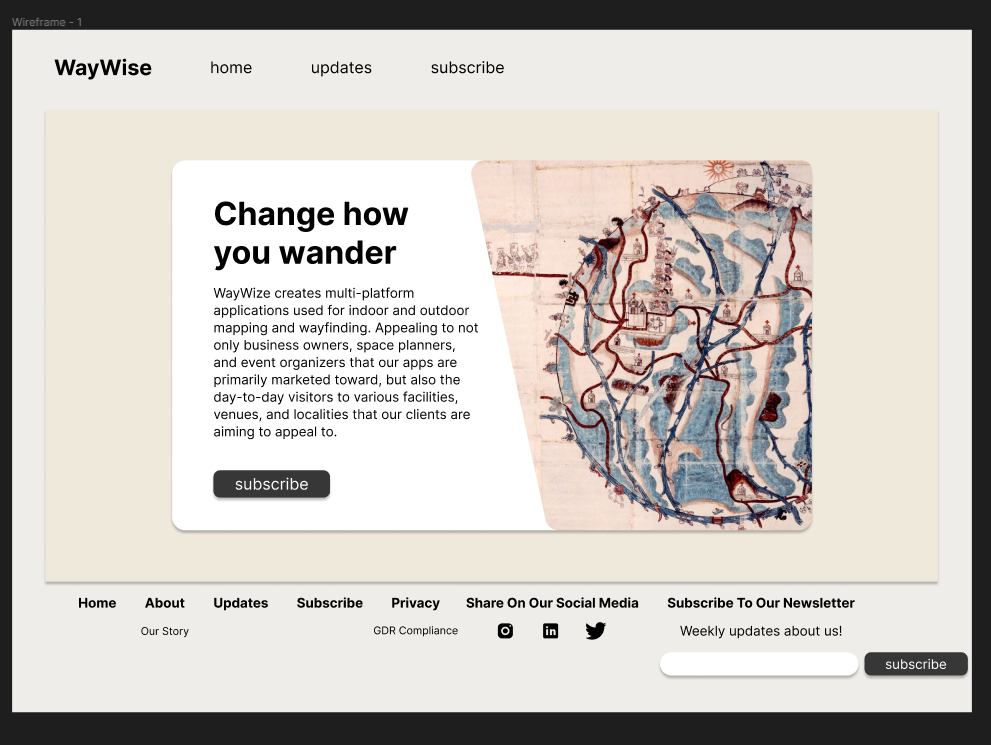 Wireframe - 1
WayWise home updates subscribe
Change how
you wander
WayWize creates multi-platform
applications used for indoor and outdoor
mapping and wayfinding. Appealing to not
only business owners, space planners,
and event organizers that our apps are
primarily marketed toward, but also the
day-to-day visitors to various facilities,
venues, and localities that our clients are
aiming to appeal to.
subscribe
Home About Updates Subscribe Privacy Share On Our Social Media Subscribe To Our Newsletter
Our Story GDR Compliance in Weekly updates about us!
subscribe